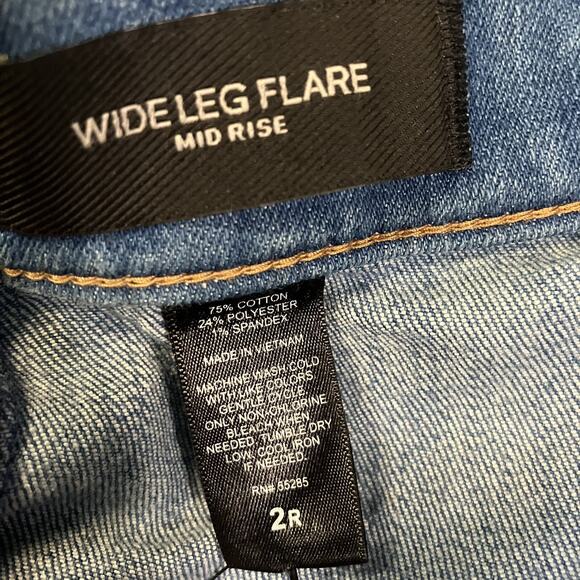 WIDE LEG FLARE
MID RISE
75% COTTON
24% POLYESTER
1% SPANDEX
MADE IN VIETNAM
MACHINE WASH COLD
WITH LIKE COLORS
GENTLE CYCLE
ONLY NON-CHLORINE
BLEACH WHEN
NEEDED. TUMBLE DRY
LOW. COOL IRON
IF NEEDED.
RN# 65285
2R